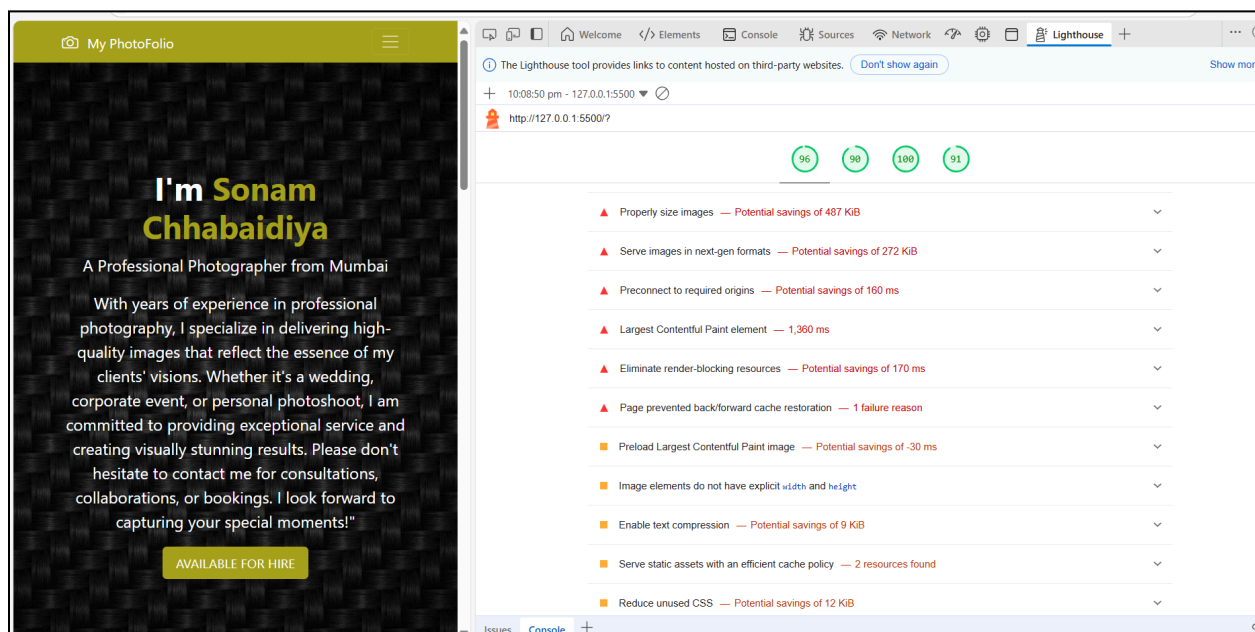 My PhotoFolio
I'm Sonam
Chhabaidiya
A Professional Photographer from Mumbai
With years of experience in professional
photography, I specialize in delivering high-
quality images that reflect the essence of my
clients' visions. Whether it's a wedding,
corporate event, or personal photoshoot, I am
committed to providing exceptional service and
creating visually stunning results. Please don't
hesitate to contact me for consultations,
collaborations, or bookings. I look forward to
capturing your special moments!"
AVAILABLE FOR HIRE
Welcome </> Elements Console Sources Network Lighthouse
The Lighthouse tool provides links to content hosted on third-party websites. Don't show again Show mor
10:08:50 pm - 127.0.0.1:5500
http://127.0.0.1:5500/?
96 90 100 91
Properly size images — Potential savings of 487 KiB
Serve images in next-gen formats — Potential savings of 272 KiB
Preconnect to required origins — Potential savings of 160 ms
Largest Contentful Paint element — 1,360 ms
Eliminate render-blocking resources — Potential savings of 170 ms
Page prevented back/forward cache restoration — 1 failure reason
Preload Largest Contentful Paint image — Potential savings of -30 ms
Image elements do not have explicit width and height
Enable text compression — Potential savings of 9 KiB
Serve static assets with an efficient cache policy — 2 resources found
Reduce unused CSS — Potential savings of 12 KiB
Issues Console